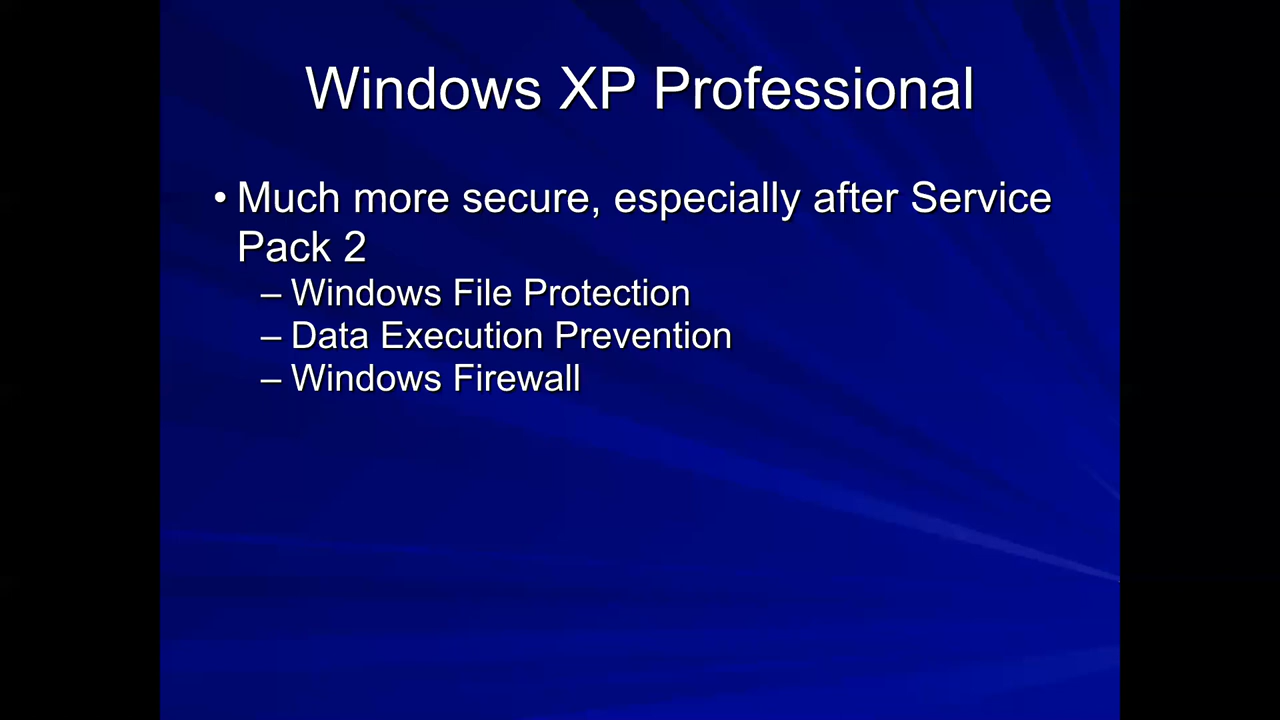 Windows XP Professional
• Much more secure, especially after Service
Pack 2
– Windows File Protection
– Data Execution Prevention
– Windows Firewall